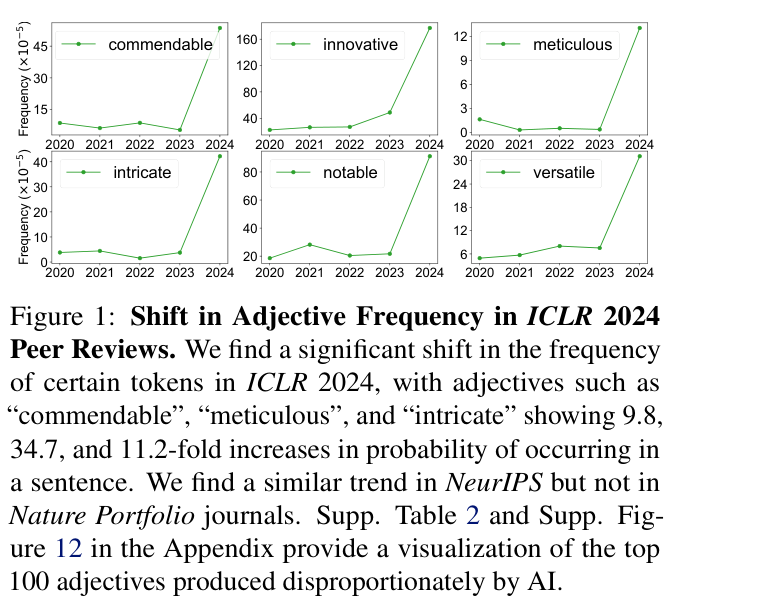 Frequency (×10⁻⁵)
45
30
15
commendable
2020 2021 2022 2023 2024
160
120
80
40
innovative
2020 2021 2022 2023 2024
12
9
6
3
0
meticulous
2020 2021 2022 2023 2024
Frequency (×10⁻⁵)
40
30
20
10
0
intricate
2020 2021 2022 2023 2024
80
60
40
20
notable
2020 2021 2022 2023 2024
30
24
18
12
6
versatile
2020 2021 2022 2023 2024
Figure 1: Shift in Adjective Frequency in ICLR 2024
Peer Reviews. We find a significant shift in the frequency
of certain tokens in ICLR 2024, with adjectives such as
“commendable”, “meticulous”, and “intricate” showing 9.8,
34.7, and 11.2-fold increases in probability of occurring in
a sentence. We find a similar trend in NeurIPS but not in
Nature Portfolio journals. Supp. Table 2 and Supp. Fig-
ure 12 in the Appendix provide a visualization of the top
100 adjectives produced disproportionately by AI.